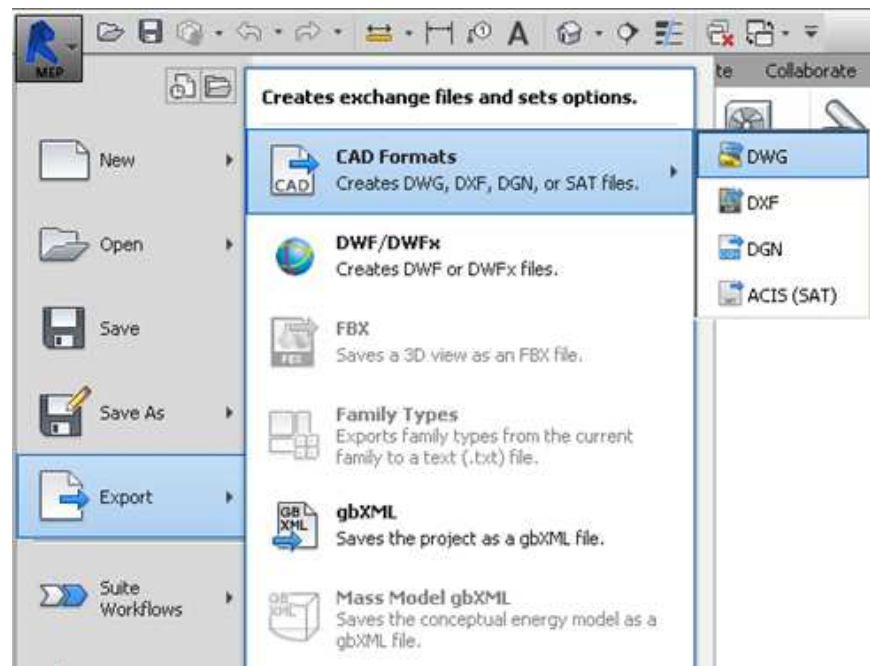 A
MEP
te Collaborate
Creates exchange files and sets options.
New
CAD
CAD Formats
Creates DWG, DXF, DGN, or SAT files.
DWG
DXF
DGN
ACIS (SAT)
Open
DWF/DWFx
Creates DWF or DWFx files.
Save
FBX
Saves a 3D view as an FBX file.
Save As
Family Types
Exports family types from the current
family to a text (.txt) file.
Export
GB
XML
gbXML
Saves the project as a gbXML file.
Suite
Workflows
Mass Model gbXML
Saves the conceptual energy model as a
gbXML file.